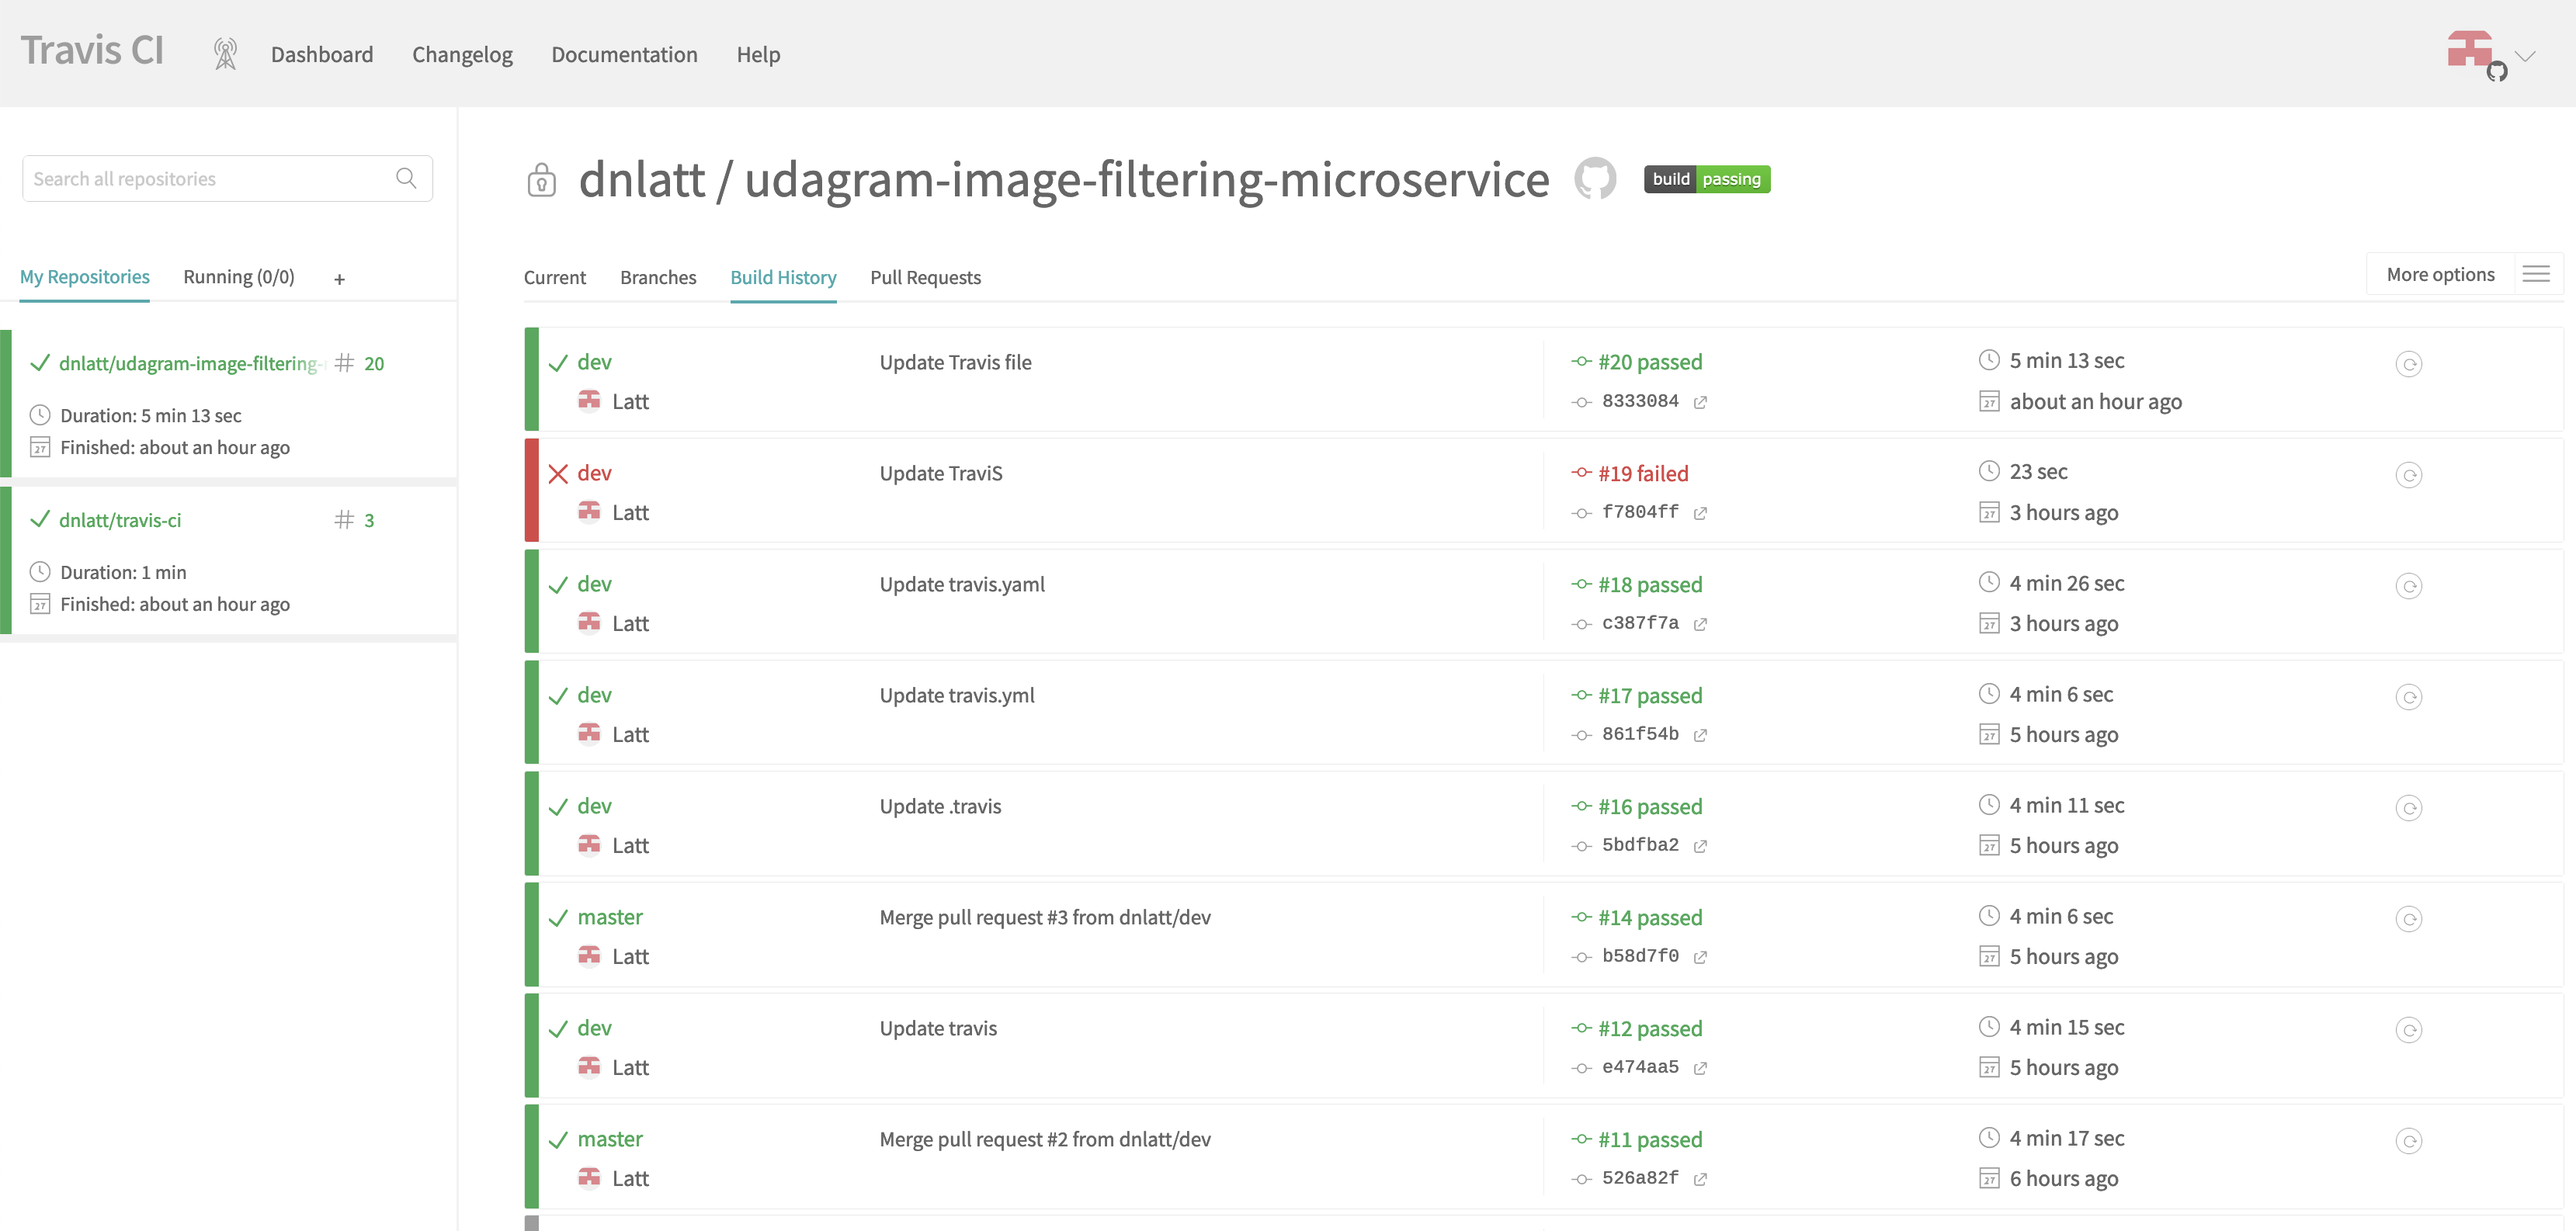 Travis CI
Dashboard
Changelog
Documentation
Help
Search all repositories
My Repositories
Running (0/0)
+
dnlatt/udagram-image-filtering-
# 20
Duration: 5 min 13 sec
Finished: about an hour ago
dnlatt/travis-ci
# 3
Duration: 1 min
Finished: about an hour ago
dnlatt / udagram-image-filtering-microservice
build passing
Current
Branches
Build History
Pull Requests
More options
dev
Update Travis file
#20 passed
5 min 13 sec
Latt
8333084
about an hour ago
dev
Update TraviS
#19 failed
23 sec
Latt
f7804ff
3 hours ago
dev
Update travis.yaml
#18 passed
4 min 26 sec
Latt
c387f7a
3 hours ago
dev
Update travis.yml
#17 passed
4 min 6 sec
Latt
861f54b
5 hours ago
dev
Update .travis
#16 passed
4 min 11 sec
Latt
5bdfba2
5 hours ago
master
Merge pull request #3 from dnlatt/dev
#14 passed
4 min 6 sec
Latt
b58d7f0
5 hours ago
dev
Update travis
#12 passed
4 min 15 sec
Latt
e474aa5
5 hours ago
master
Merge pull request #2 from dnlatt/dev
#11 passed
4 min 17 sec
Latt
526a82f
6 hours ago